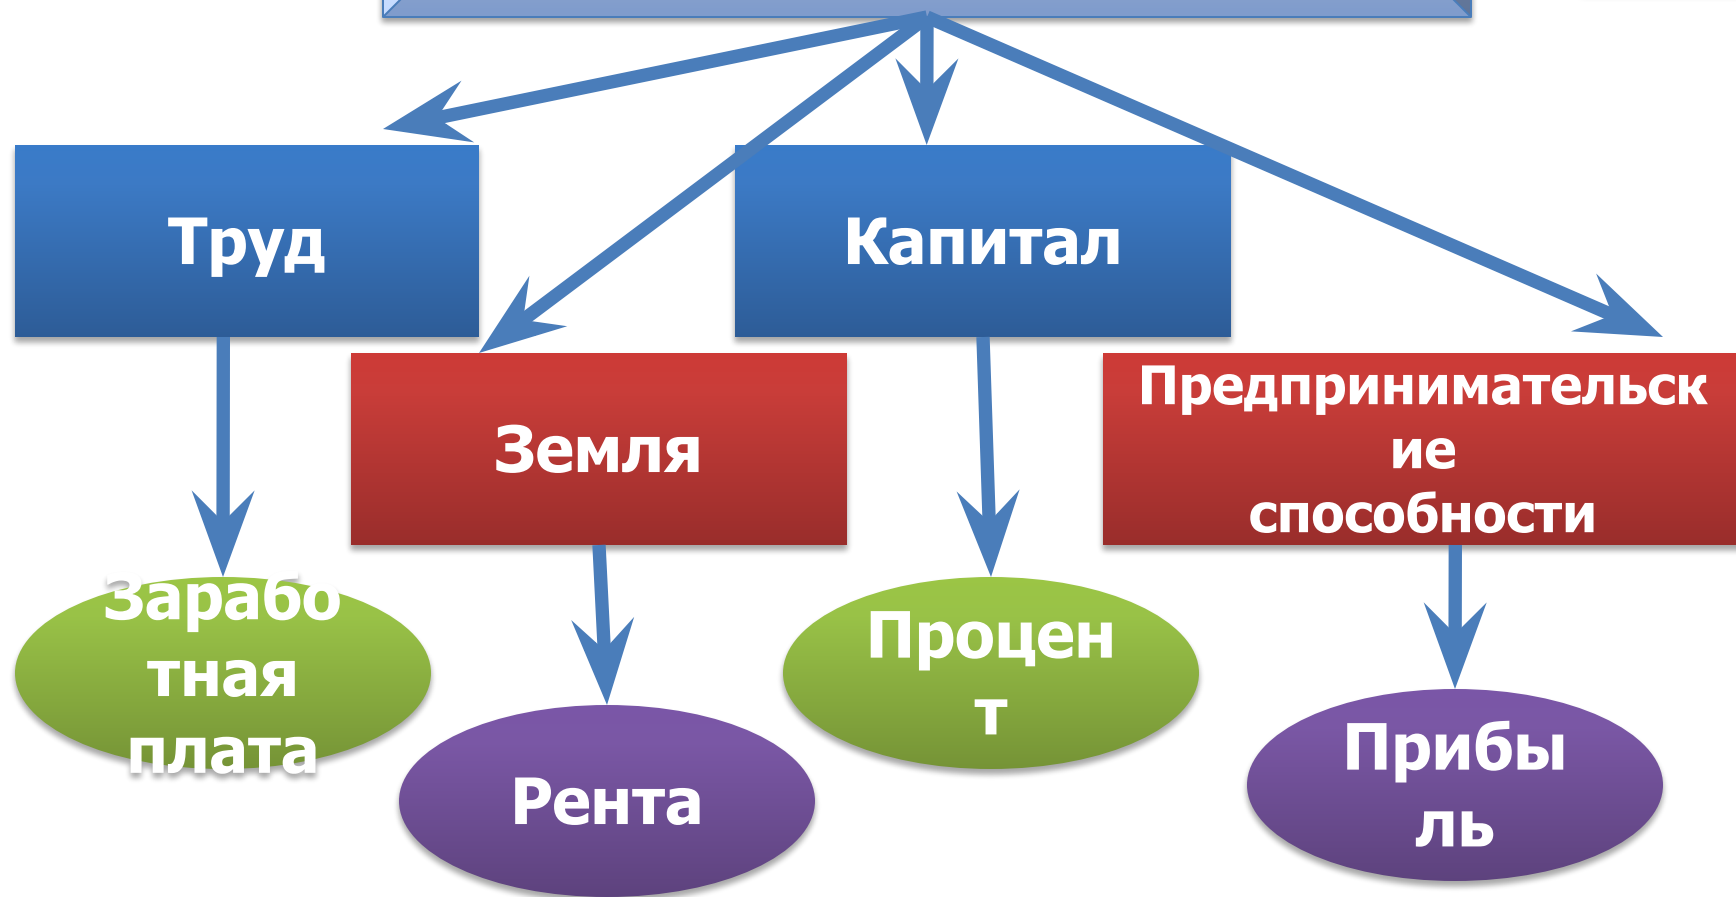 Труд
Капитал
Земля
Предпринимательск
ие
способности
Зарабо
тная
плата
Процен
т
Рента
Прибы
ль